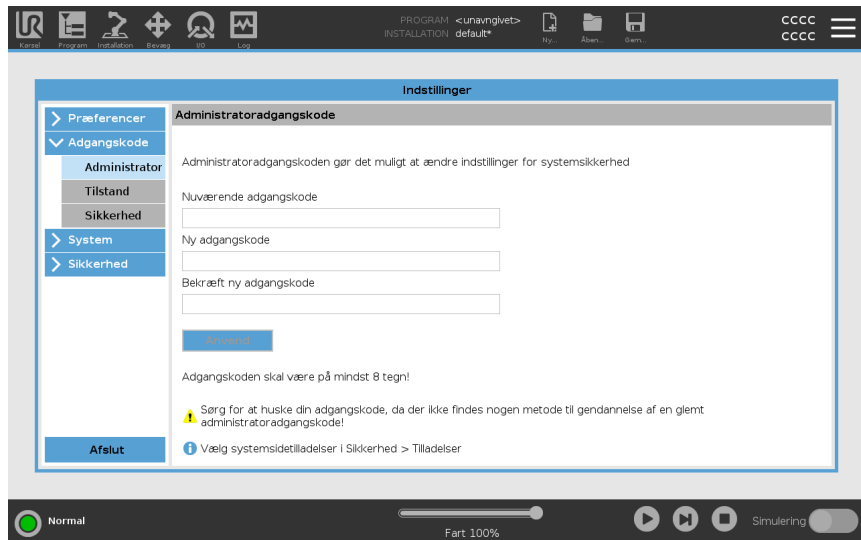 PROGRAM <unavngivet>
INSTALLATION default*
CCCC
CCCC
UR
Kørsel
Program
Installation
Bevæg
I/O
Log
Ny...
Åben...
Gem...
Indstillinger
Præferencer
Adgangskode
Administrator
Tilstand
Sikkerhed
System
Sikkerhed
Afslut
Administratoradgangskode
Administratoradgangskoden gør det muligt at ændre indstillinger for systemsikkerhed
Nuværende adgangskode
Ny adgangskode
Bekræft ny adgangskode
Anvend
Adgangskoden skal være på mindst 8 tegn!
Sørg for at huske din adgangskode, da der ikke findes nogen metode til gendannelse af en glemt
administratoradgangskode!
Vælg systemsidetilladelser i Sikkerhed > Tilladelser
Normal
Fart 100%
Simulering